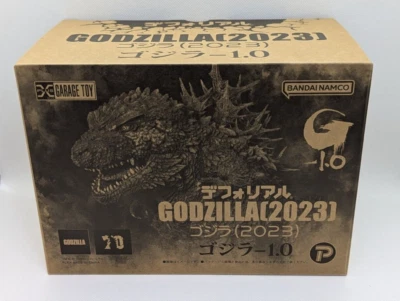 デフォリアル
GODZILLA(2023)
ゴジラ(2023)
ゴジラ-1.0
GARAGE TOY
BANDAI NAMCO
G
-1.0
デフォリアル
GODZILLA(2023)
ゴジラ(2023)
ゴジラ-1.0
GODZILLA
70
P